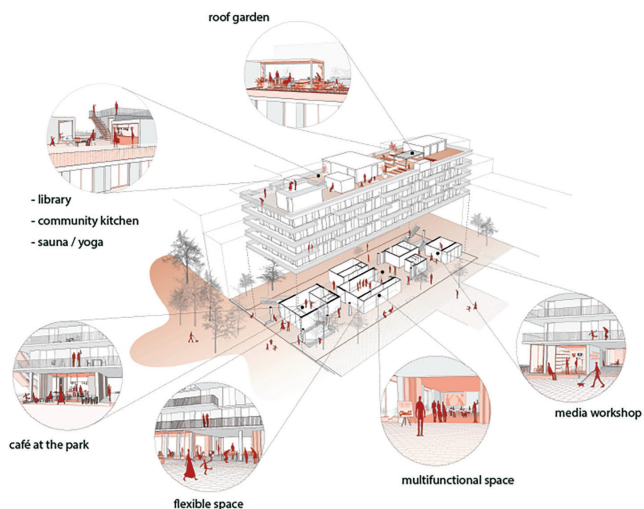 roof garden
- library
- community kitchen
- sauna / yoga
café at the park
flexible space
multifunctional space
media workshop